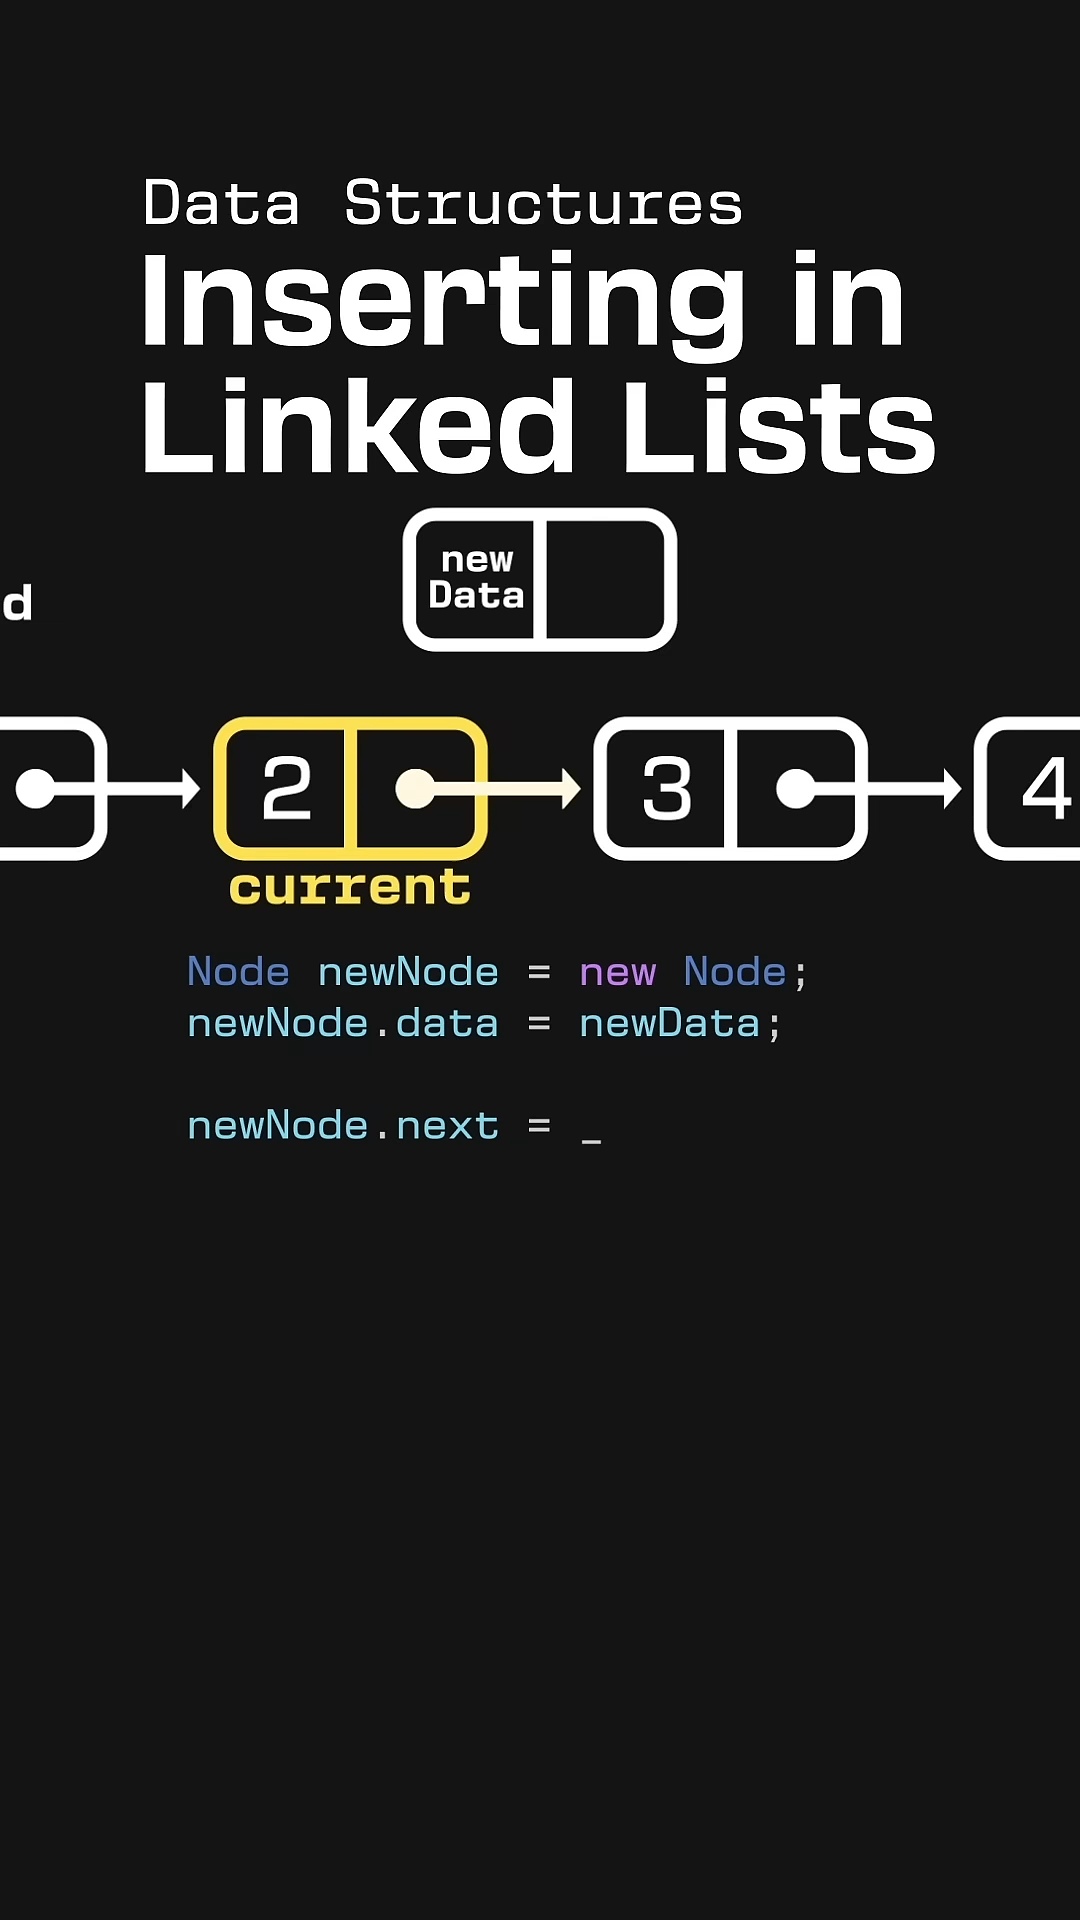 Data Structures
Inserting in
Linked Lists
new
Data
d
2
3
4
current
Node newNode = new Node;
newNode.data = newData;
newNode.next = _